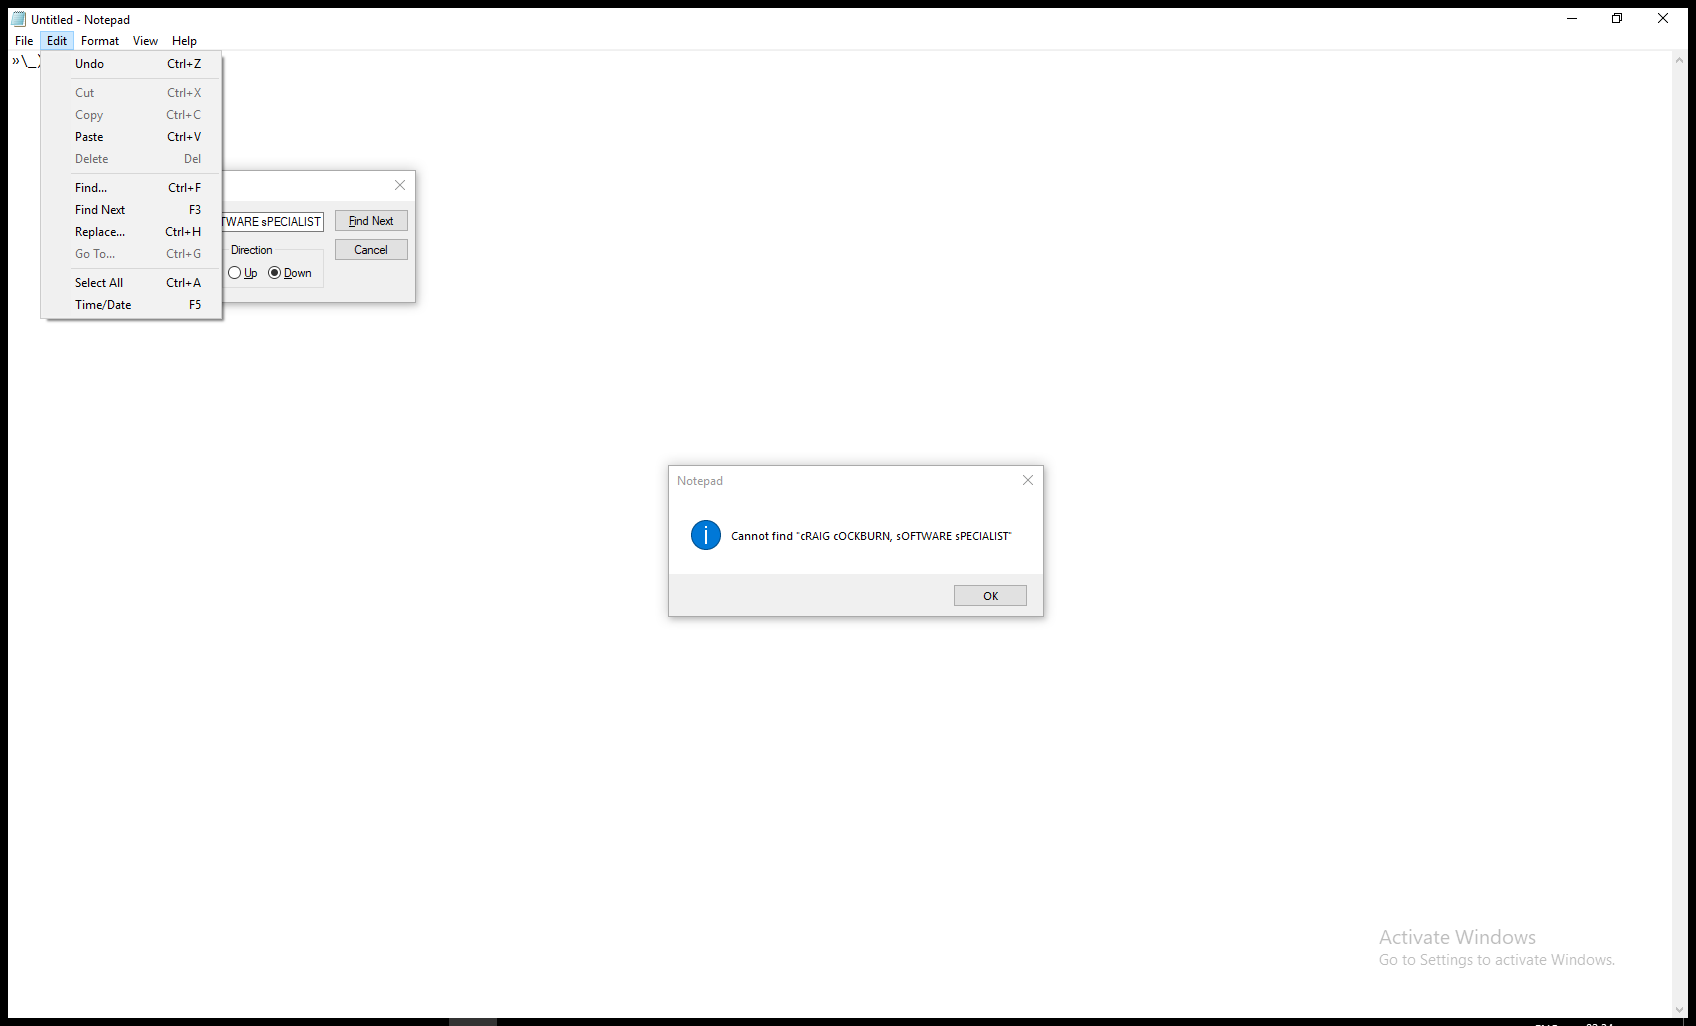 Untitled - Notepad
File Edit Format View Help
»\_)
Undo Ctrl+Z
Cut Ctrl+X
Copy Ctrl+C
Paste Ctrl+V
Delete Del
Find... Ctrl+F
Find Next F3
Replace... Ctrl+H
Go To... Ctrl+G
Select All Ctrl+A
Time/Date F5
TWARE sPECIALIST Find Next
Direction Cancel
Up Down
Notepad
Cannot find "cRAIG cOCKBURN, sOFTWARE sPECIALIST"
OK
Activate Windows
Go to Settings to activate Windows.